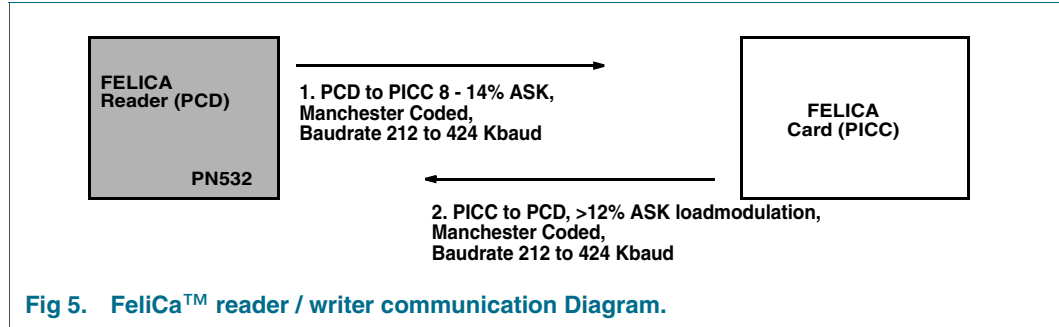 FELICA
Reader (PCD)
PN532
1. PCD to PICC 8 - 14% ASK,
Manchester Coded,
Baudrate 212 to 424 Kbaud
FELICA
Card (PICC)
2. PICC to PCD, >12% ASK loadmodulation,
Manchester Coded,
Baudrate 212 to 424 Kbaud
Fig 5. FeliCa™ reader / writer communication Diagram.